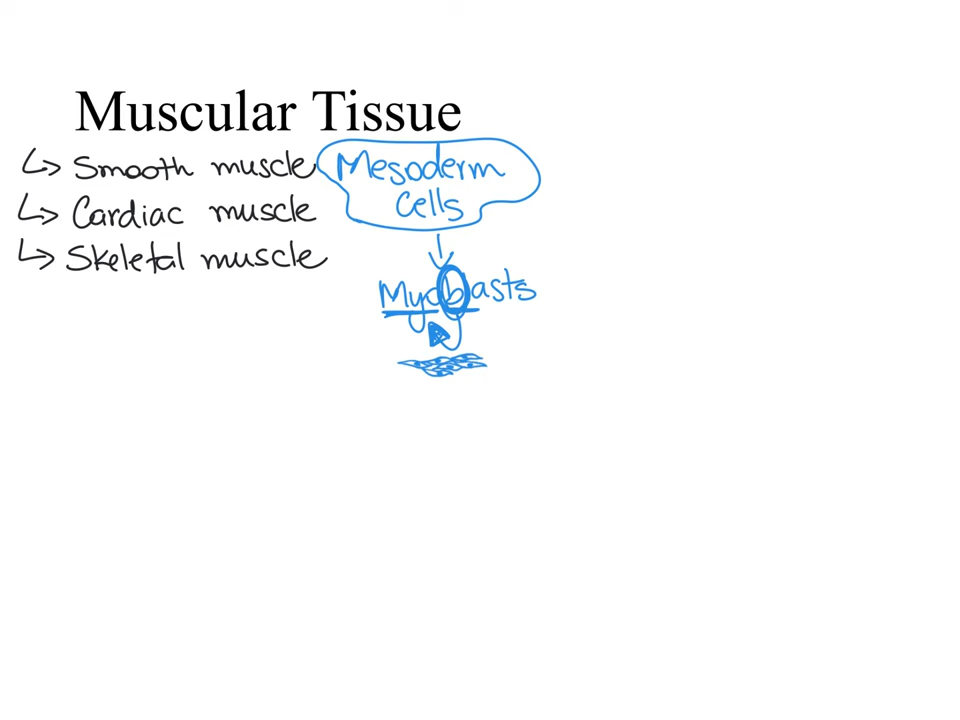 Muscular Tissue
↳ Smooth muscle
↳ Cardiac muscle
↳ Skeletal muscle
Mesoderm
Cells
Myoblasts